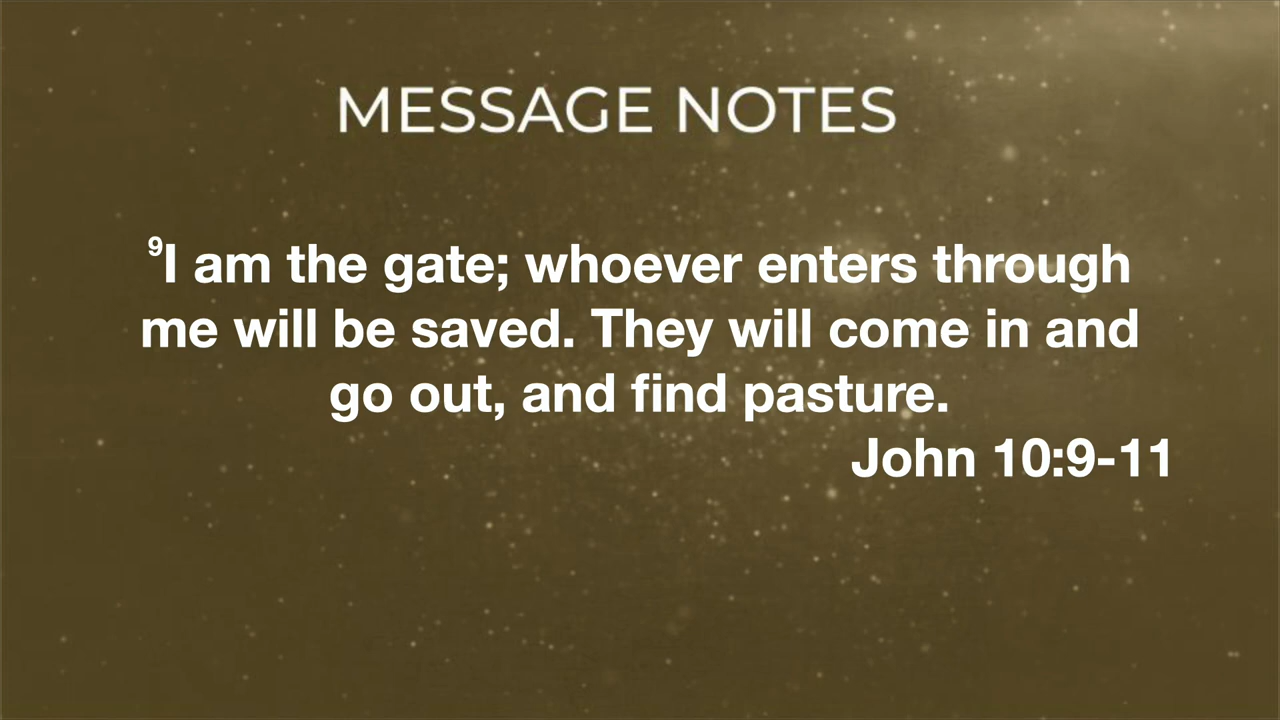 MESSAGE NOTES
⁹I am the gate; whoever enters through
me will be saved. They will come in and
go out, and find pasture.
John 10:9-11